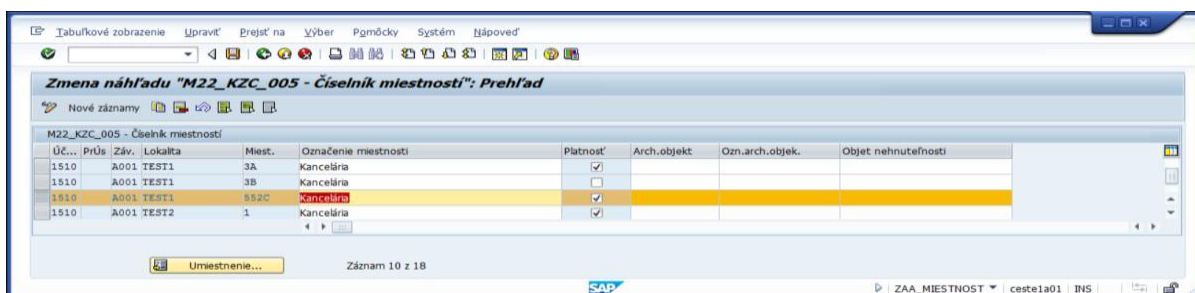 Tabuľkové zobrazenie Upraviť Prejsť na Výber Pomôcky Systém Nápoveď
Zmena náhľadu "M22_KZC_005 - Číselník miestností": Prehľad
Nové záznamy
M22_KZC_005 - Číselník miestností
Úč... PrÚs Záv. Lokalita Miest. Označenie miestnosti Platnosť Arch.objekt Ozn.arch.objek. Objet nehnuteľnosti
1510 A001 TEST1 3A Kancelária
1510 A001 TEST1 3B Kancelária
1510 A001 TEST1 552C Kancelária
1510 A001 TEST2 1 Kancelária
Umiestnenie... Záznam 10 z 18
SAP ZAA_MIESTNOST ceste1a01 INS